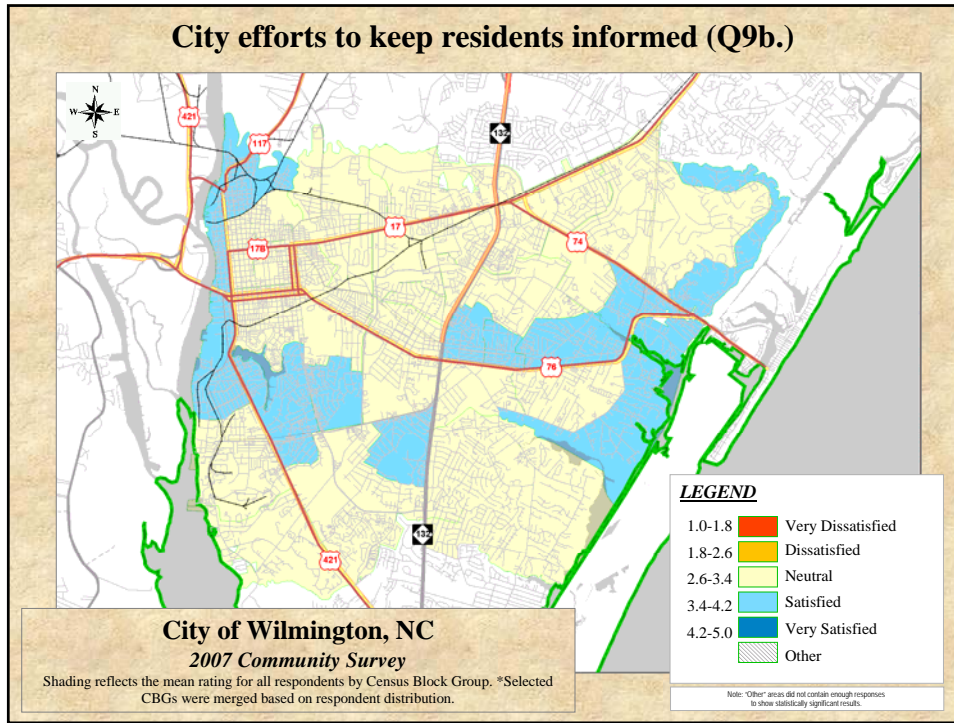 City efforts to keep residents informed (Q9b.)
N
W E
S
421
117
132
17
17B
74
76
132
421
LEGEND
1.0-1.8 Very Dissatisfied
1.8-2.6 Dissatisfied
2.6-3.4 Neutral
3.4-4.2 Satisfied
4.2-5.0 Very Satisfied
Other
City of Wilmington, NC
2007 Community Survey
Shading reflects the mean rating for all respondents by Census Block Group. *Selected
CBGs were merged based on respondent distribution.
Note: "Other" areas did not contain enough responses
to show statistically significant results.